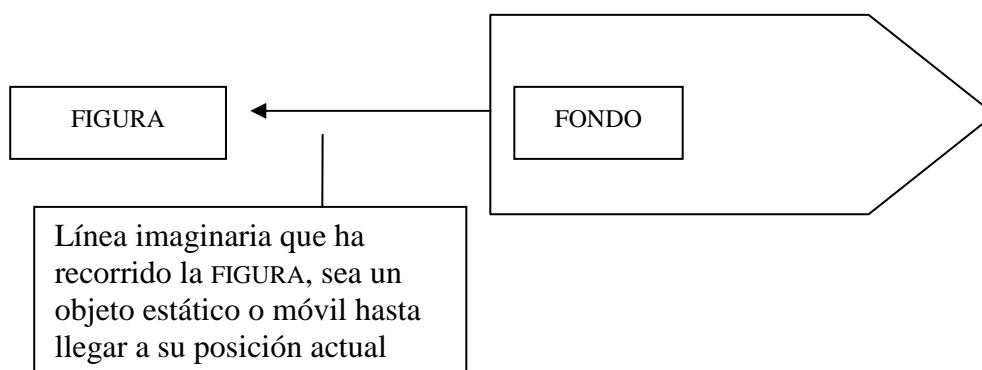 FIGURA
FONDO
Línea imaginaria que ha
recorrido la FIGURA, sea un
objeto estático o móvil hasta
llegar a su posición actual